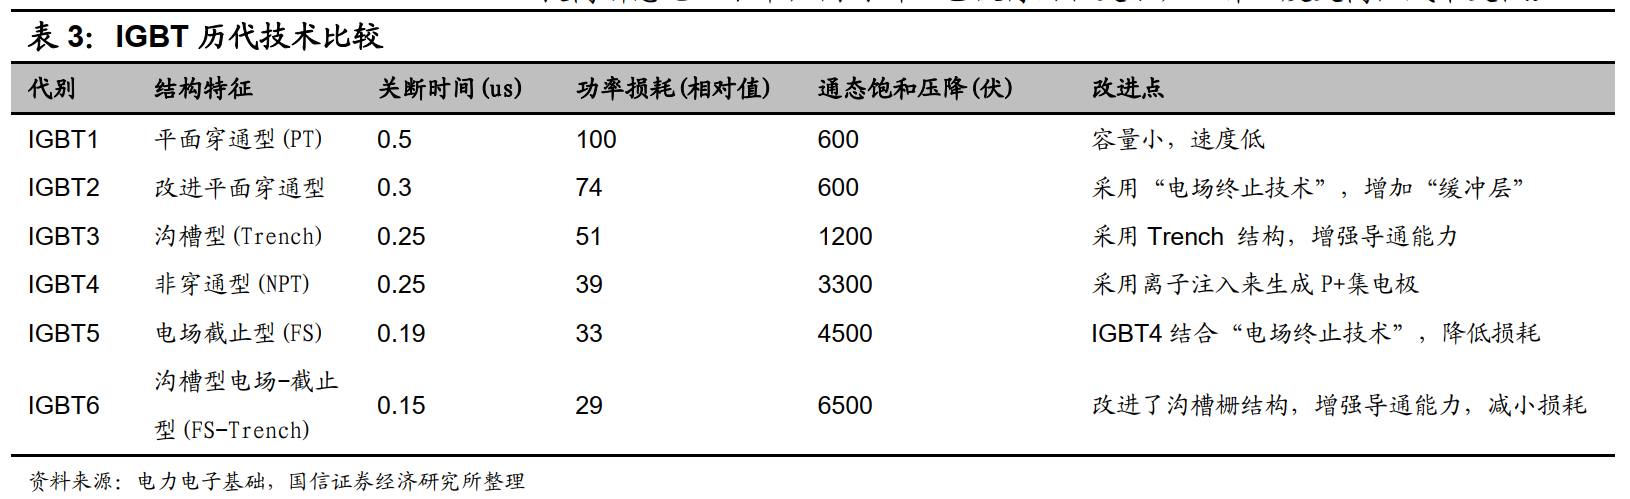 表 3：IGBT 历代技术比较
代别 结构特征 关断时间(us) 功率损耗(相对值) 通态饱和压降(伏) 改进点
IGBT1 平面穿通型(PT) 0.5 100 600 容量小，速度低
IGBT2 改进平面穿通型 0.3 74 600 采用“电场终止技术”，增加“缓冲层”
IGBT3 沟槽型(Trench) 0.25 51 1200 采用 Trench 结构，增强导通能力
IGBT4 非穿通型(NPT) 0.25 39 3300 采用离子注入来生成 P+集电极
IGBT5 电场截止型(FS) 0.19 33 4500 IGBT4 结合“电场终止技术”，降低损耗
沟槽型电场-截止
IGBT6 0.15 29 6500 改进了沟槽栅结构，增强导通能力，减小损耗
型(FS-Trench)
资料来源：电力电子基础，国信证券经济研究所整理